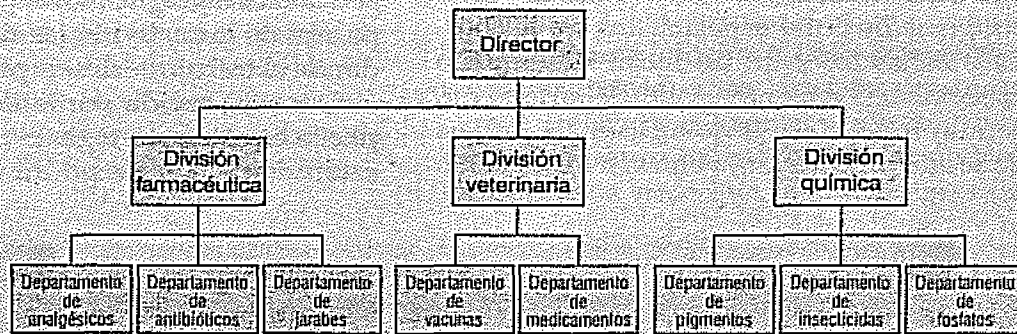 Director
División
farmacéutica
División
veterinaria
División
química
Departamento
de
analgésicos
Departamento
de
antibióticos
Departamento
de
jarabes
Departamento
de
vacunas
Departamento
de
medicamentos
Departamento
de
pigmentos
Departamento
de
insecticidas
Departamento
de
fosfatos